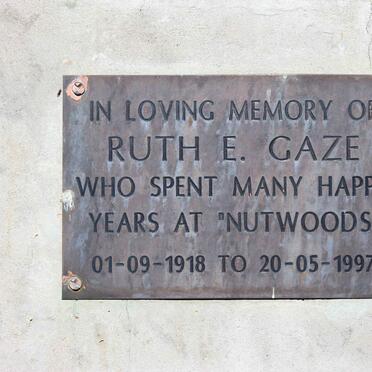 IN LOVING MEMORY OF
RUTH E. GAZE
WHO SPENT MANY HAPP
YEARS AT "NUTWOODS
01-09-1918 TO 20-05-1997